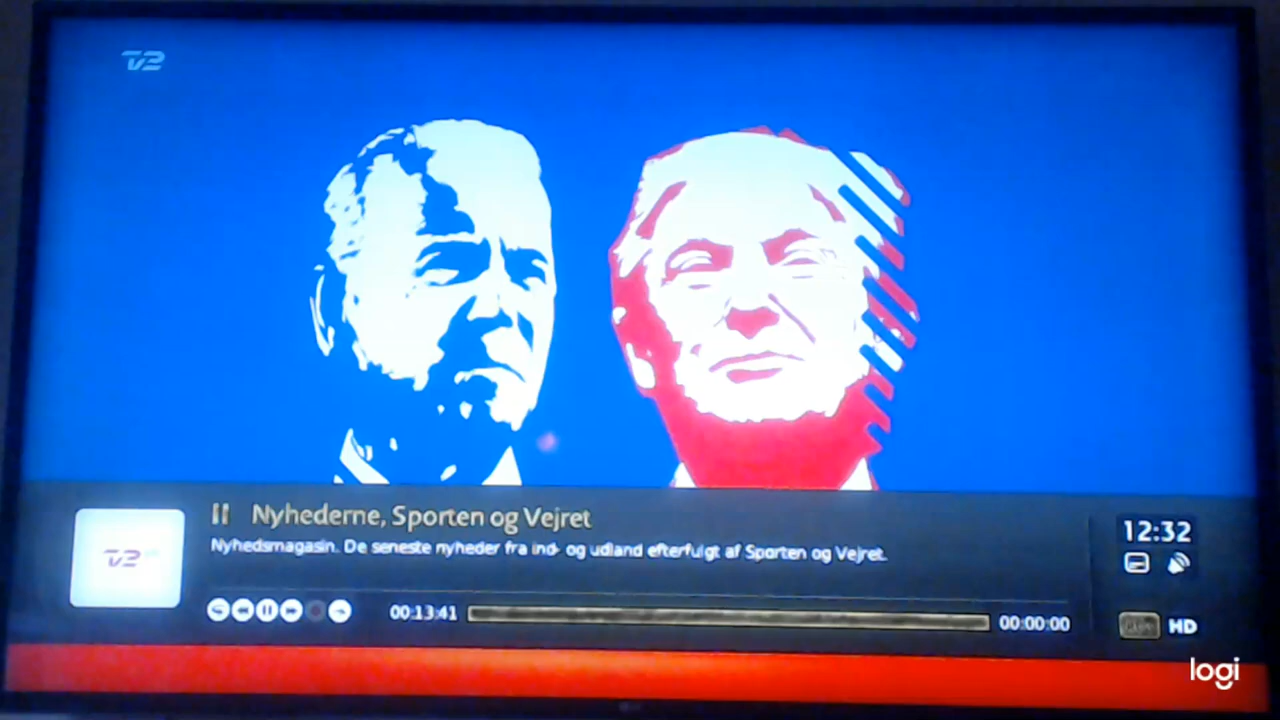 TV2
Nyhederne, Sporten og Vejret
Nyhedsmagasin. De seneste nyheder fra ind- og udland efterfulgt af Sporten og Vejret.
12:32
TV2
00:13:41
00:00:00
HD
logi